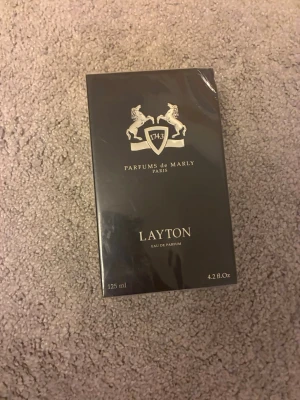 1743
PARFUMS de MARLY
PARIS
LAYTON
EAU DE PARFUM
125 ml
4.2 fl.Oz